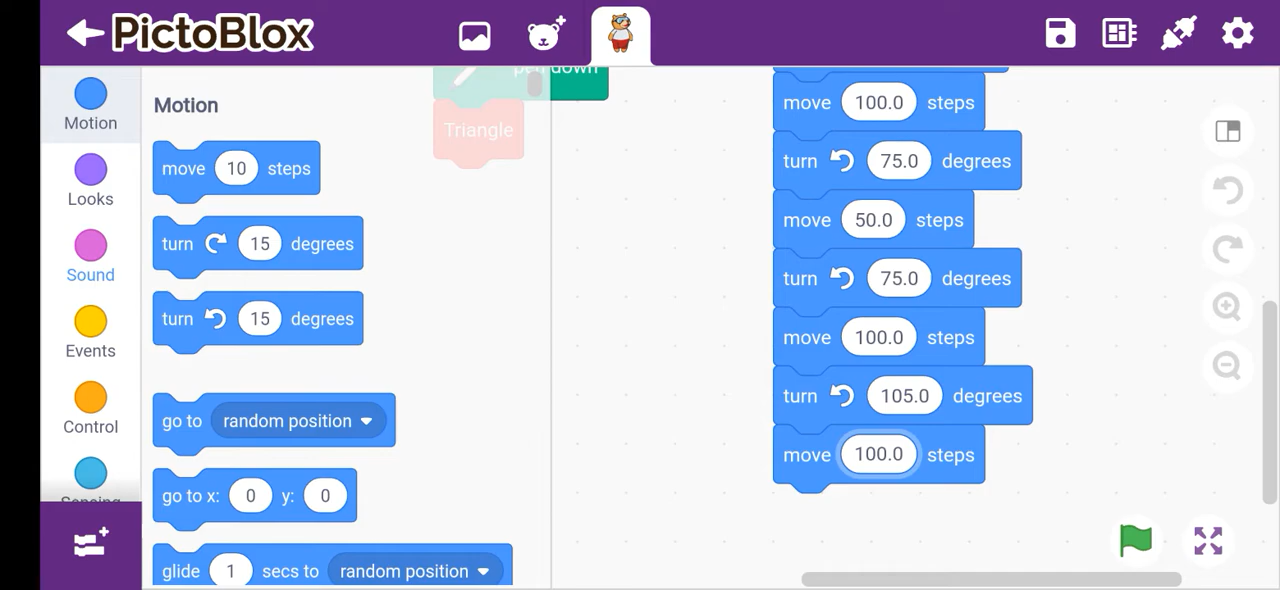 PictoBlox
Motion
Looks
Sound
Events
Control
Sensing
Motion
move 10 steps
turn 15 degrees
turn 15 degrees
go to random position
go to x: 0 y: 0
glide 1 secs to random position
pen down
Triangle
move 100.0 steps
turn 75.0 degrees
move 50.0 steps
turn 75.0 degrees
move 100.0 steps
turn 105.0 degrees
move 100.0 steps